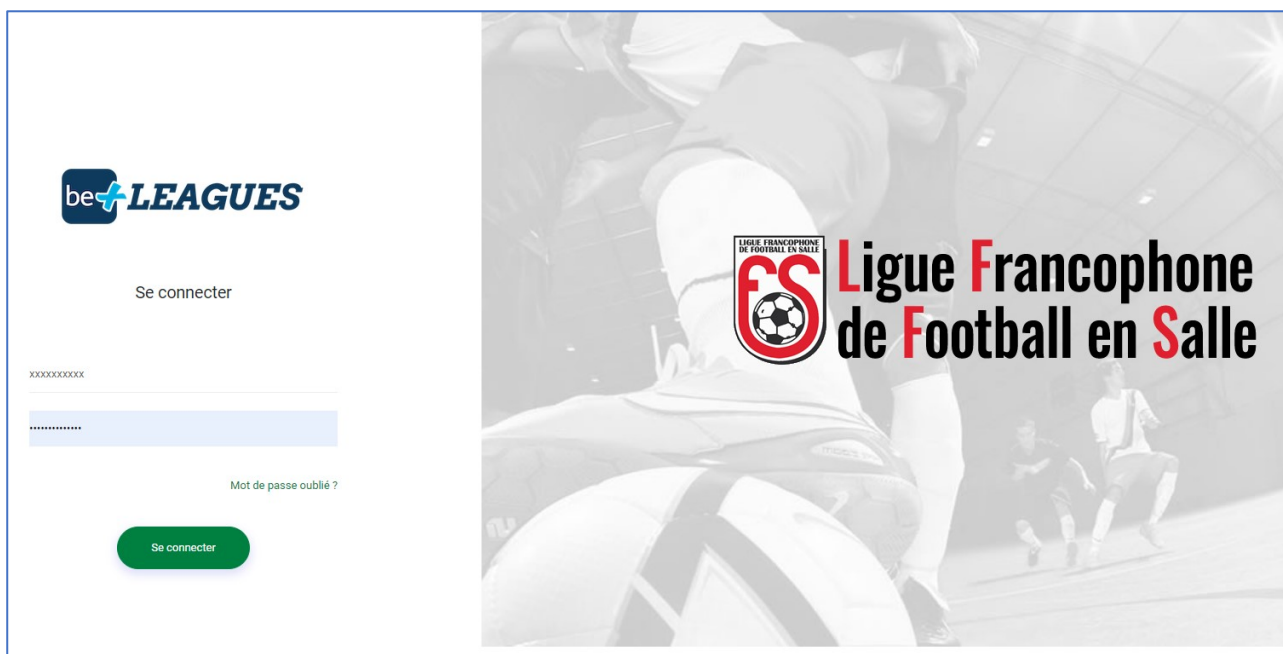 be+LEAGUES
Se connecter
xxxxxxxxxx
••••••••••••••
Mot de passe oublié ?
Se connecter
LIGUE FRANCOPHONE
DE FOOTBALL EN SALLE
FS
Ligue Francophone
de Football en Salle